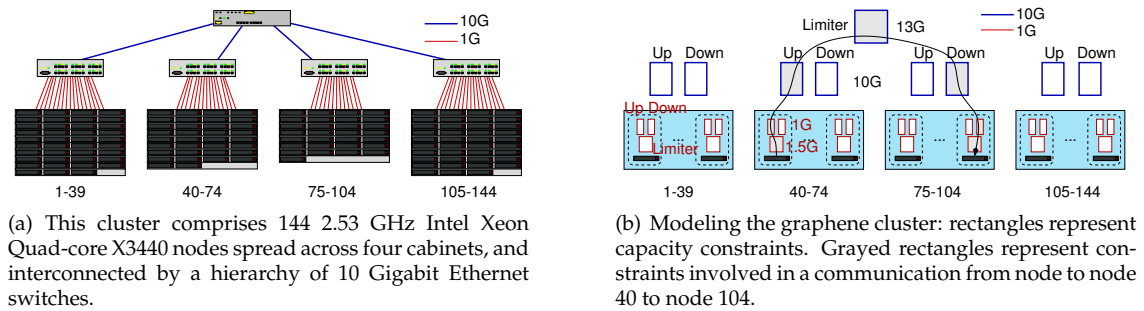 10G
1G
1-39
40-74
75-104
105-144
(a) This cluster comprises 144 2.53 GHz Intel Xeon
Quad-core X3440 nodes spread across four cabinets, and
interconnected by a hierarchy of 10 Gigabit Ethernet
switches.
Limiter
13G
10G
1G
Up Down
Up Down
Up Down
Up Down
10G
Up Down
1G
...
...
...
...
Limiter
1.5G
1-39
40-74
75-104
105-144
(b) Modeling the graphene cluster: rectangles represent
capacity constraints. Grayed rectangles represent con-
straints involved in a communication from node to node
40 to node 104.